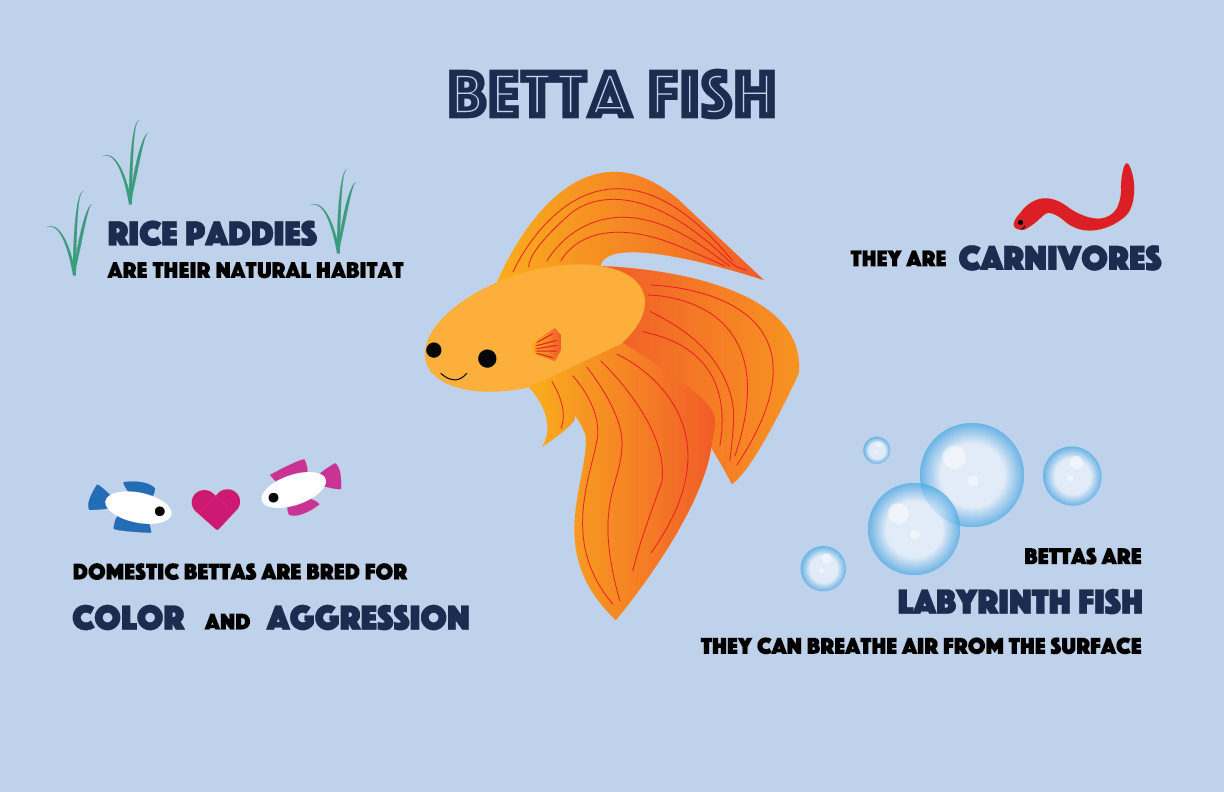 BETTA FISH
RICE PADDIES
ARE THEIR NATURAL HABITAT
THEY ARE CARNIVORES
DOMESTIC BETTAS ARE BRED FOR
COLOR AND AGGRESSION
BETTAS ARE
LABYRINTH FISH
THEY CAN BREATHE AIR FROM THE SURFACE